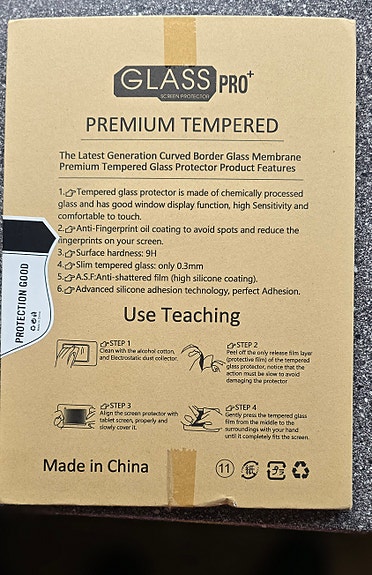 GLASS PRO+
SCREEN PROTECTOR
PREMIUM TEMPERED
The Latest Generation Curved Border Glass Membrane
Premium Tempered Glass Protector Product Features
1.Tempered glass protector is made of chemically processed
glass and has good window display function, high Sensitivity and
comfortable to touch.
2.Anti-Fingerprint oil coating to avoid spots and reduce the
fingerprints on your screen.
3.Surface hardness: 9H
4.Slim tempered glass: only 0.3mm
5.A.S.F:Anti-shattered film (high silicone coating).
6.Advanced silicone adhesion technology, perfect Adhesion.
PROTECTION GOOD
Use Teaching
STEP 1
Clean with the alcohol cotton,
and Electrostatic dust collector.
STEP 2
Peel off the only release film layer
(protective film) of the tempered
glass protector, notice that the
action must be slow to avoid
damaging the protector
STEP 3
Align the screen protector with
tablet screen, properly and
slowly cover it.
STEP 4
Gently press the tempered
film from the middle to the
surroundings with your hand
until it completely fits the screen.
Made in China
11 紙 プラ